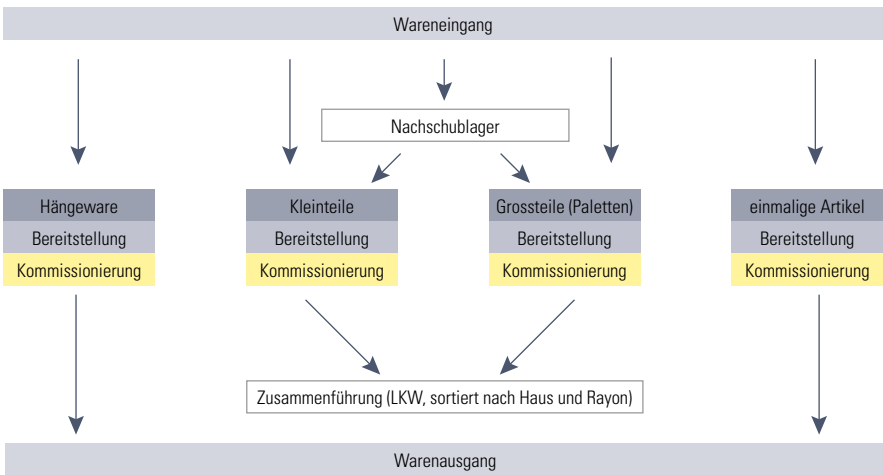 Wareneingang
Nachschublager
Hängeware
Bereitstellung
Kommissionierung
Kleinteile
Bereitstellung
Kommissionierung
Grossteile (Paletten)
Bereitstellung
Kommissionierung
einmalige Artikel
Bereitstellung
Kommissionierung
Zusammenführung (LKW, sortiert nach Haus und Rayon)
Warenausgang